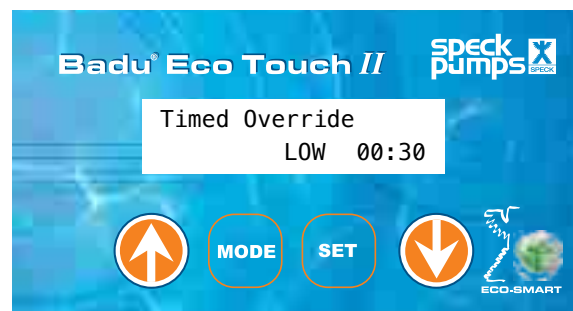 Badu® Eco Touch II
speck
pumps
SPECK
Timed Override
LOW 00:30
MODE
SET
ECO-SMART